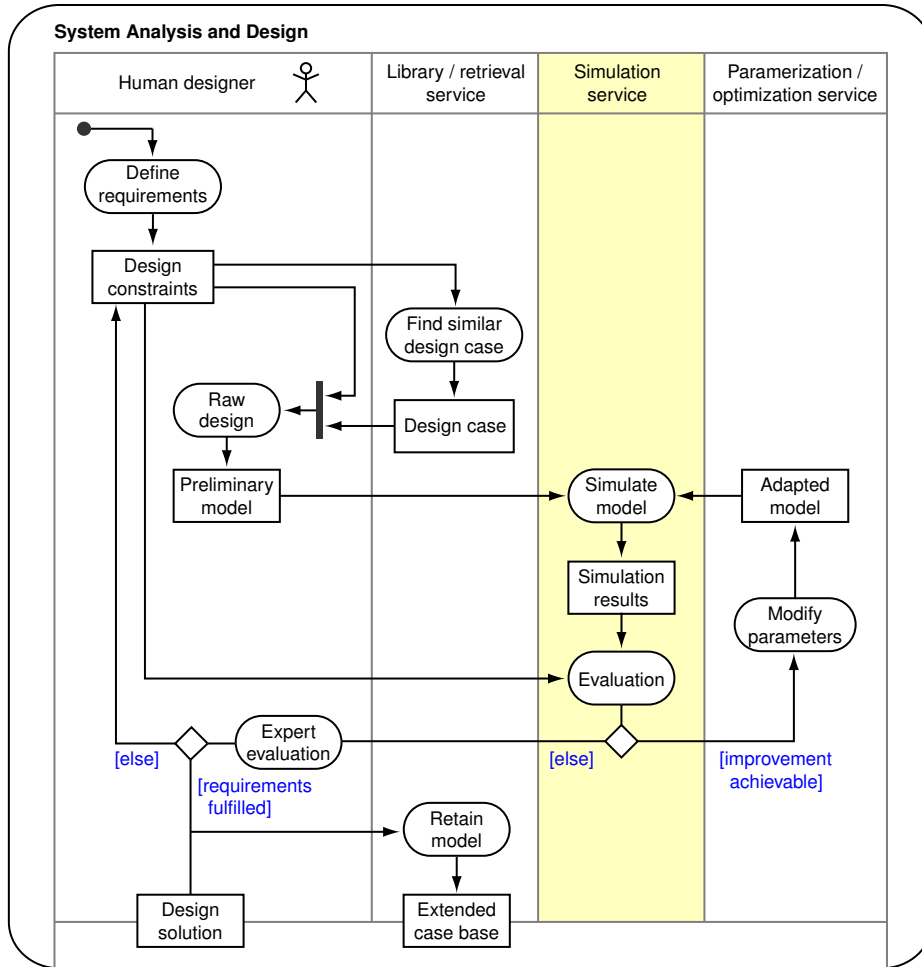 System Analysis and Design
Human designer
Library / retrieval
service
Simulation
service
Paramerization /
optimization service
Define
requirements
Design
constraints
Find similar
design case
Raw
design
Design case
Preliminary
model
Simulate
model
Adapted
model
Simulation
results
Modify
parameters
Evaluation
Expert
evaluation
[else]
[requirements
fulfilled]
[else]
[improvement
achievable]
Retain
model
Design
solution
Extended
case base